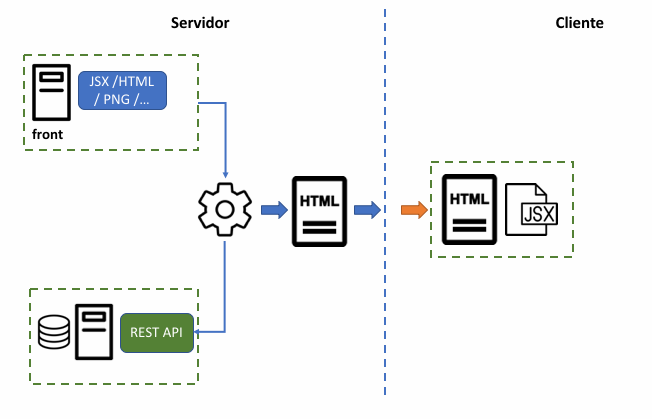 Servidor
Cliente
JSX /HTML
/ PNG /...
front
HTML
HTML
JSX
REST API